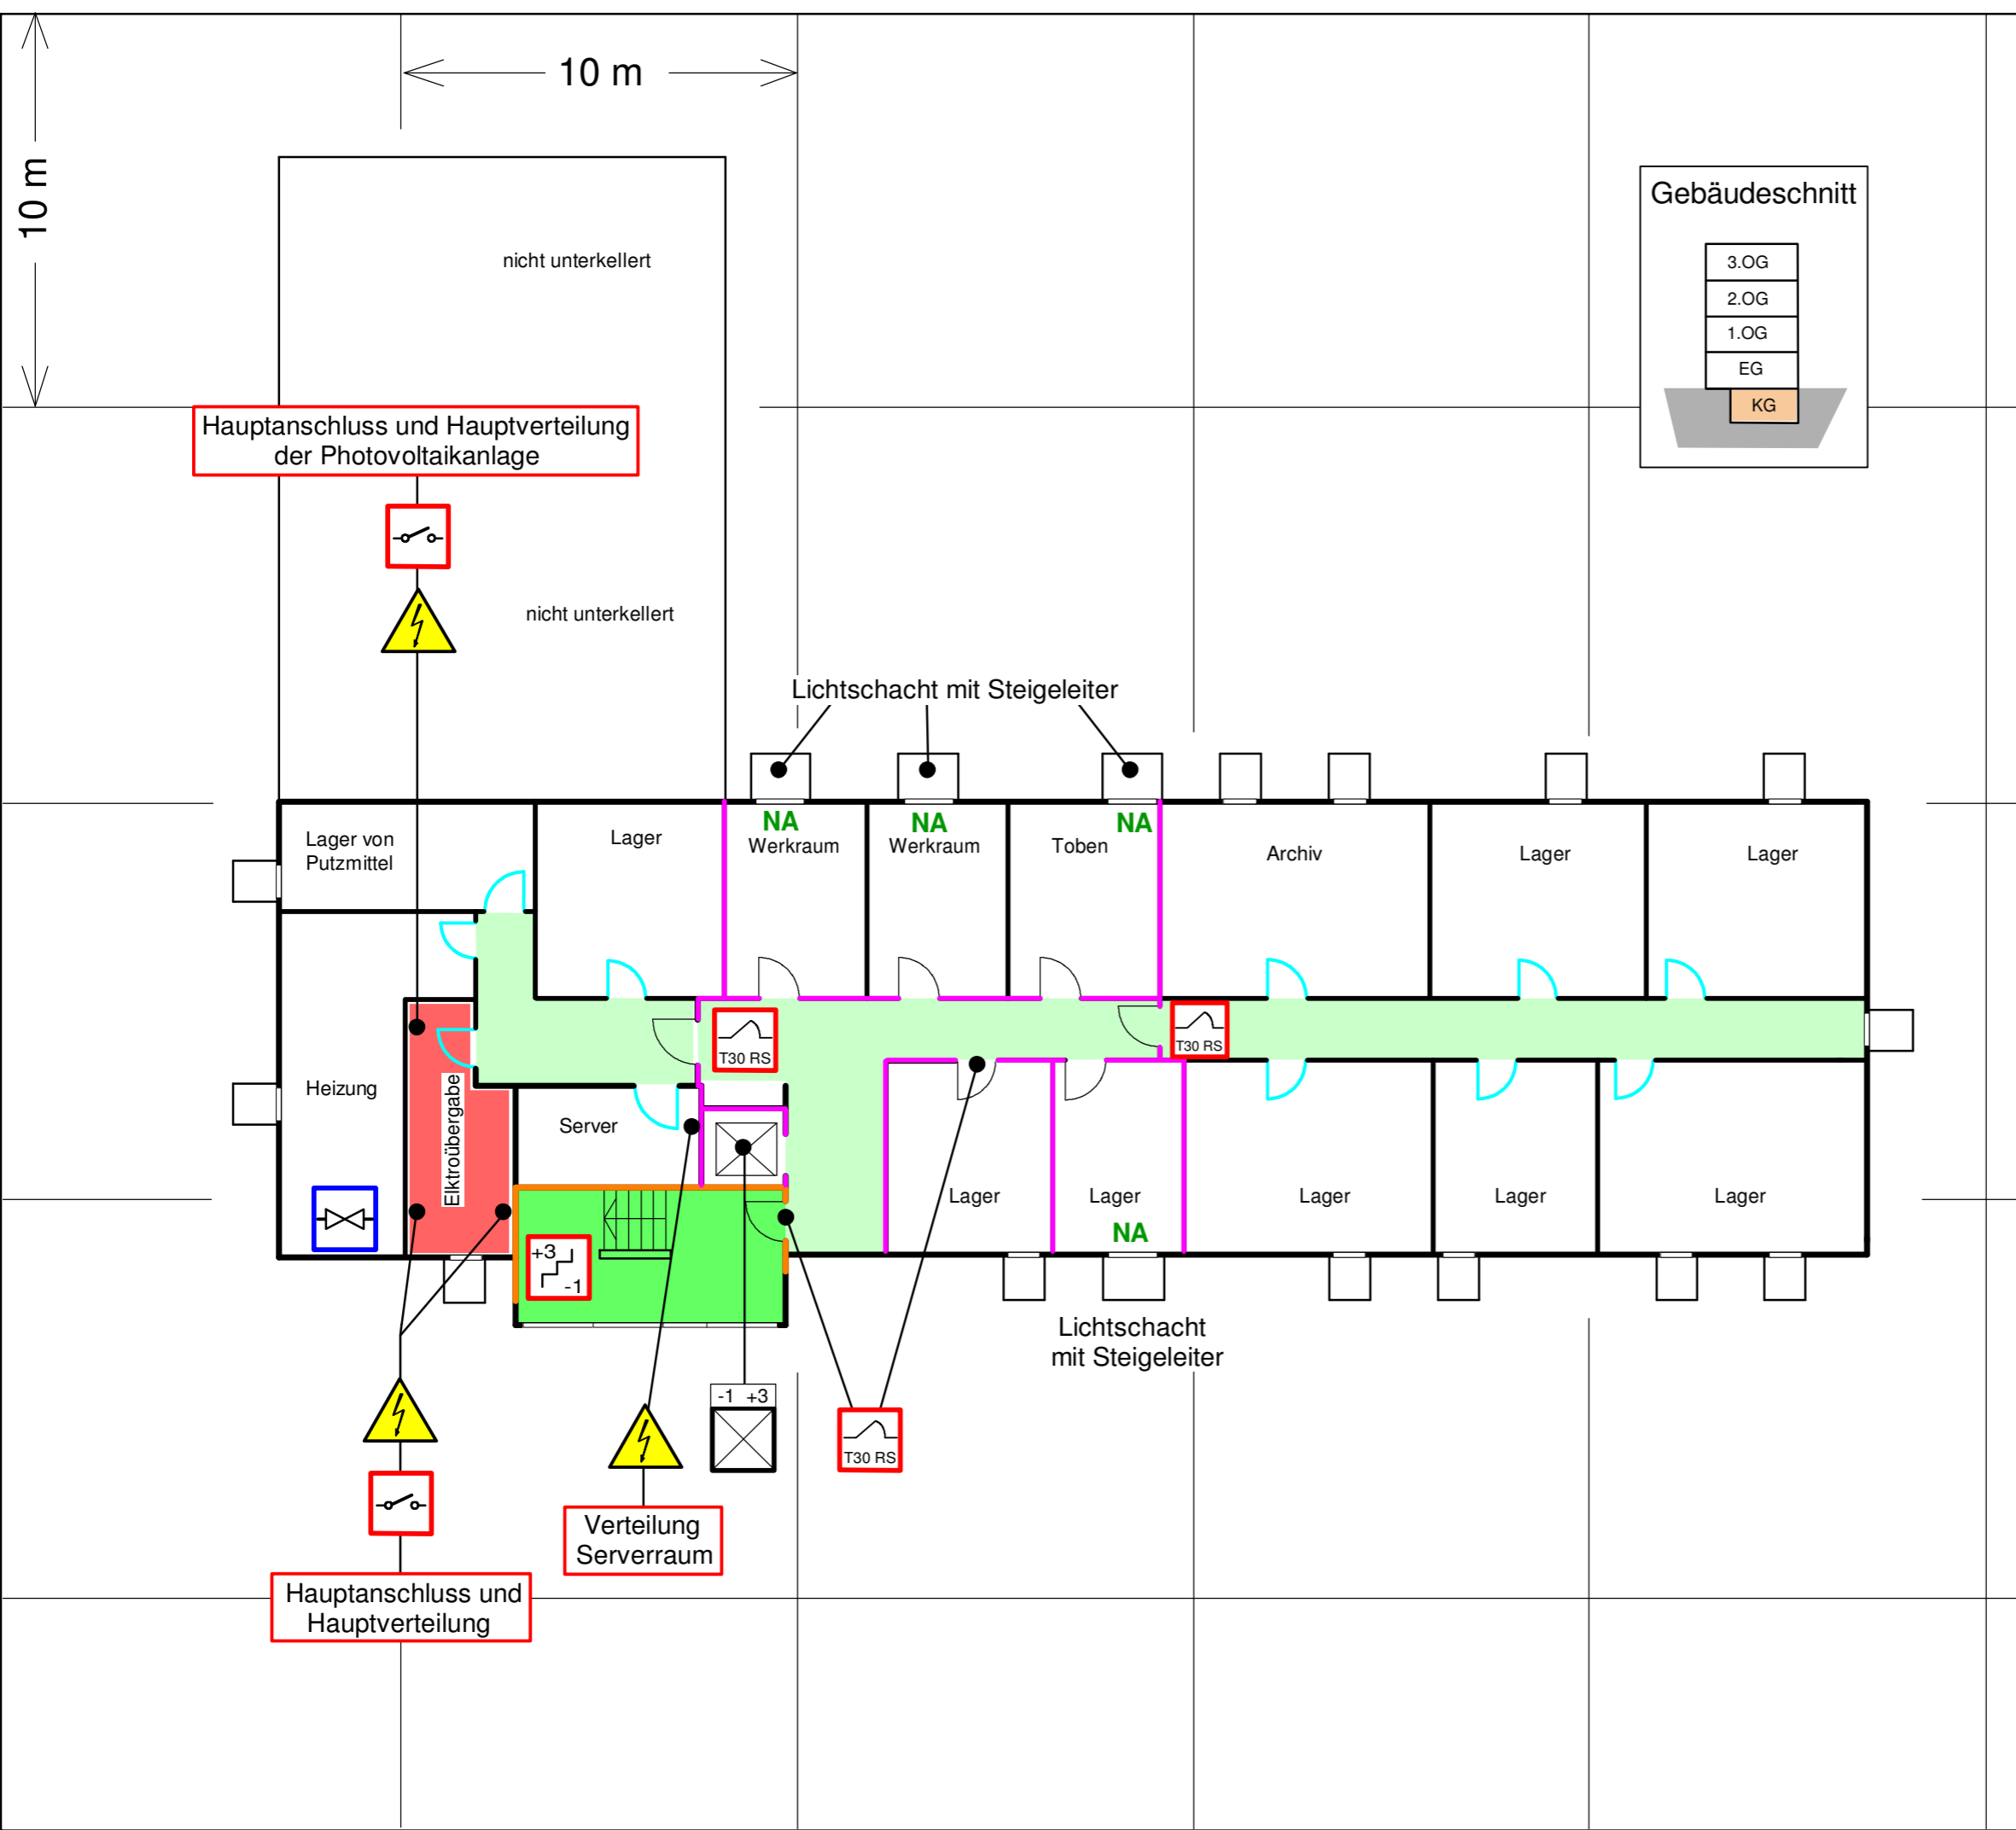 10 m
10 m
Gebäudeschnitt
3.OG
2.OG
1.OG
EG
KG
nicht unterkellert
Hauptanschluss und Hauptverteilung
der Photovoltaikanlage
nicht unterkellert
Lichtschacht mit Steigeleiter
NA
NA
NA
Lager von
Putzmittel
Lager
Werkraum
Werkraum
Toben
Archiv
Lager
Lager
T30 RS
T30 RS
Heizung
Elktroübergabe
Server
Lager
Lager
Lager
Lager
Lager
NA
+3
-1
Lichtschacht
mit Steigeleiter
-1 +3
T30 RS
Verteilung
Serverraum
Hauptanschluss und
Hauptverteilung